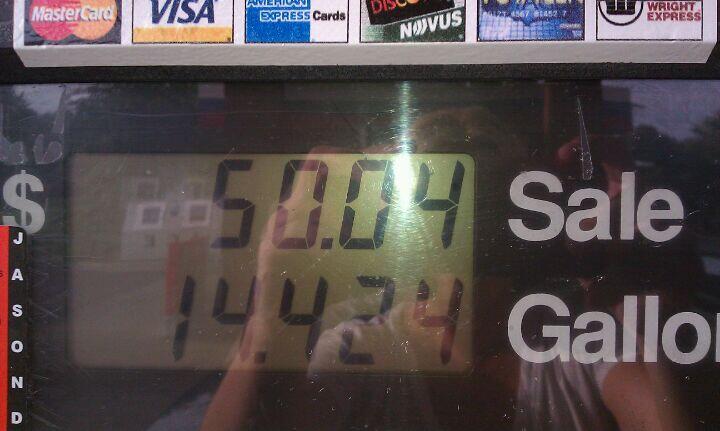 MasterCard
VISA
AMERICAN
EXPRESS Cards
NOVUS
WRIGHT
EXPRESS
$ 50.04 Sale
14.424
J
A
S
O
N
D